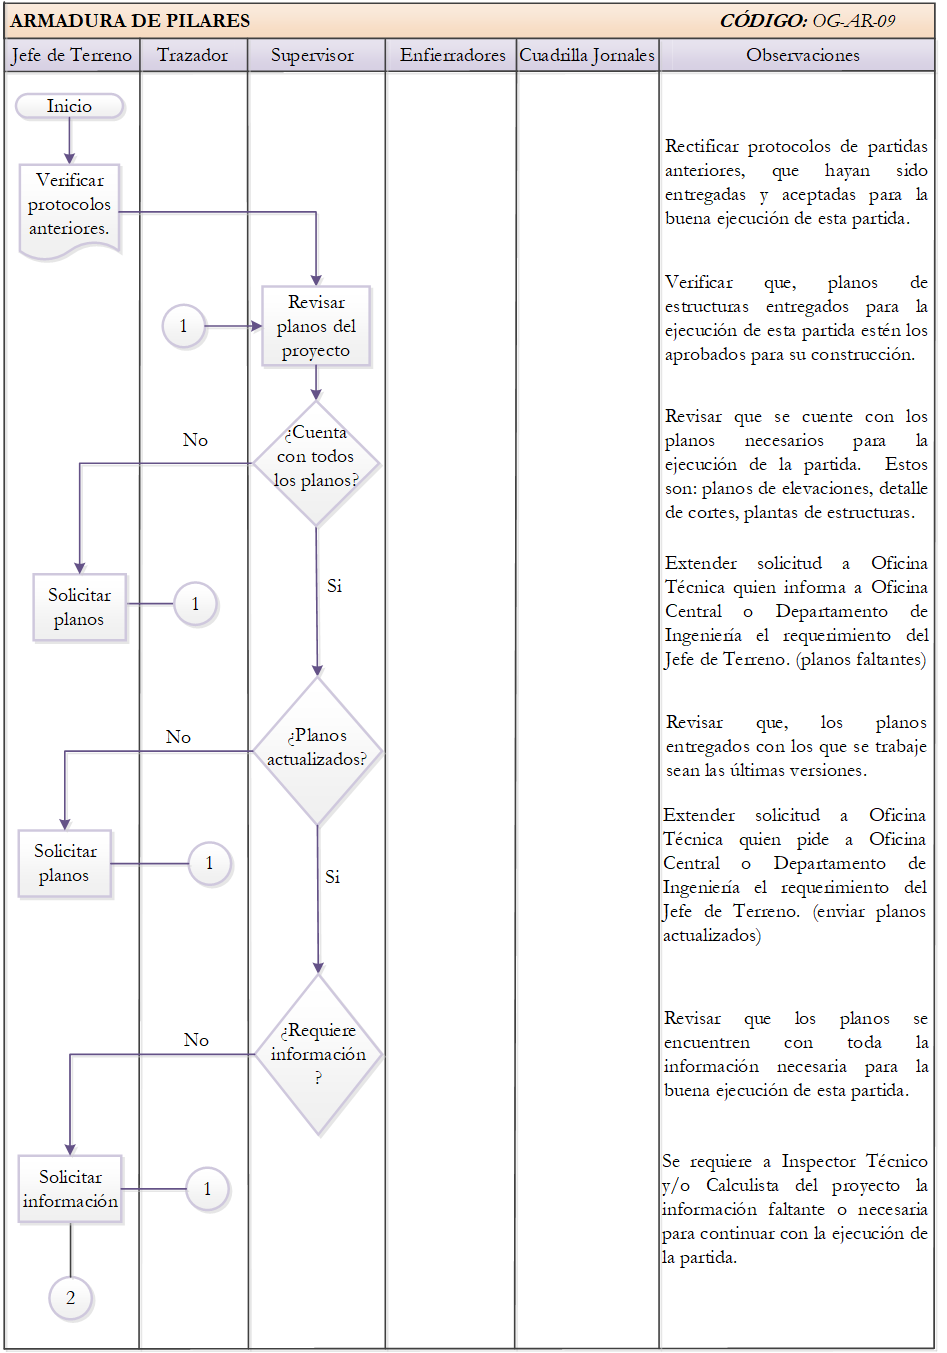 ARMADURA DE PILARES CÓDIGO: OG-AR-09
Jefe de Terreno Trazador Supervisor Enfierradores Cuadrilla Jornales Observaciones
Inicio
Verificar
protocolos
anteriores.
Rectificar protocolos de partidas
anteriores, que hayan sido
entregadas y aceptadas para la
buena ejecución de esta partida.
1
Revisar
planos del
proyecto
Verificar que, planos de
estructuras entregados para la
ejecución de esta partida estén los
aprobados para su construcción.
No
¿Cuenta
con todos
los planos?
Revisar que se cuente con los
planos necesarios para la
ejecución de la partida. Estos
son: planos de elevaciones, detalle
de cortes, plantas de estructuras.
Si
Solicitar
planos
1
Extender solicitud a Oficina
Técnica quien informa a Oficina
Central o Departamento de
Ingeniería el requerimiento del
Jefe de Terreno. (planos faltantes)
No
¿Planos
actualizados?
Revisar que, los planos
entregados con los que se trabaje
sean las últimas versiones.
Solicitar
planos
1
Si
Extender solicitud a Oficina
Técnica quien pide a Oficina
Central o Departamento de
Ingeniería el requerimiento del
Jefe de Terreno. (enviar planos
actualizados)
No
¿Requiere
información
?
Revisar que los planos se
encuentren con toda la
información necesaria para la
buena ejecución de esta partida.
Solicitar
información
1
Se requiere a Inspector Técnico
y/o Calculista del proyecto la
información faltante o necesaria
para continuar con la ejecución de
la partida.
2